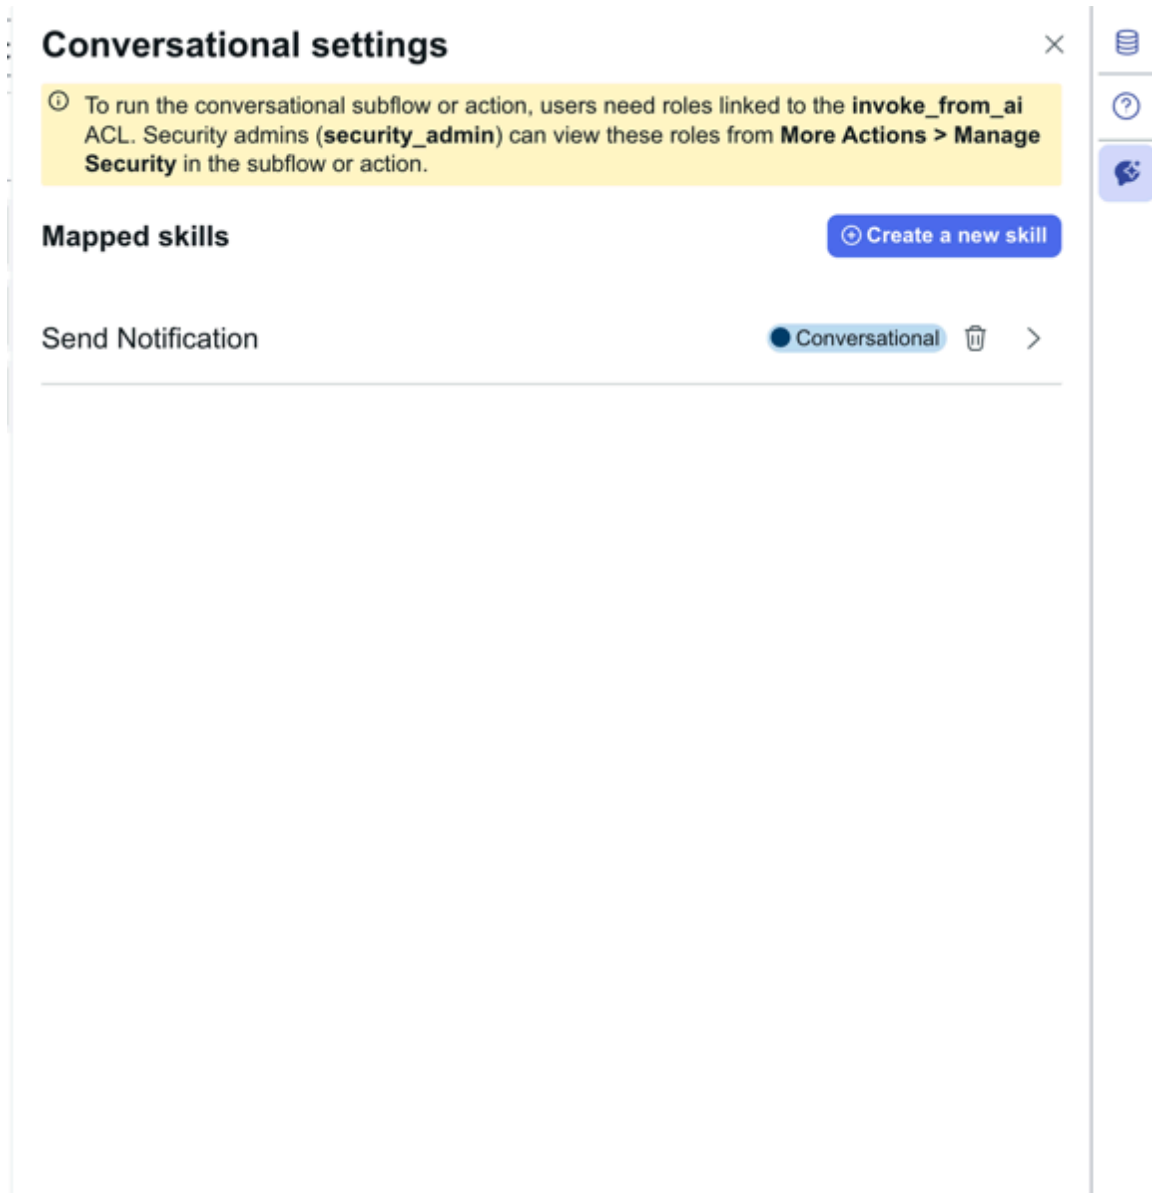 Conversational settings
To run the conversational subflow or action, users need roles linked to the invoke_from_ai
ACL. Security admins (security_admin) can view these roles from More Actions > Manage
Security in the subflow or action.
Mapped skills
Create a new skill
Send Notification
Conversational